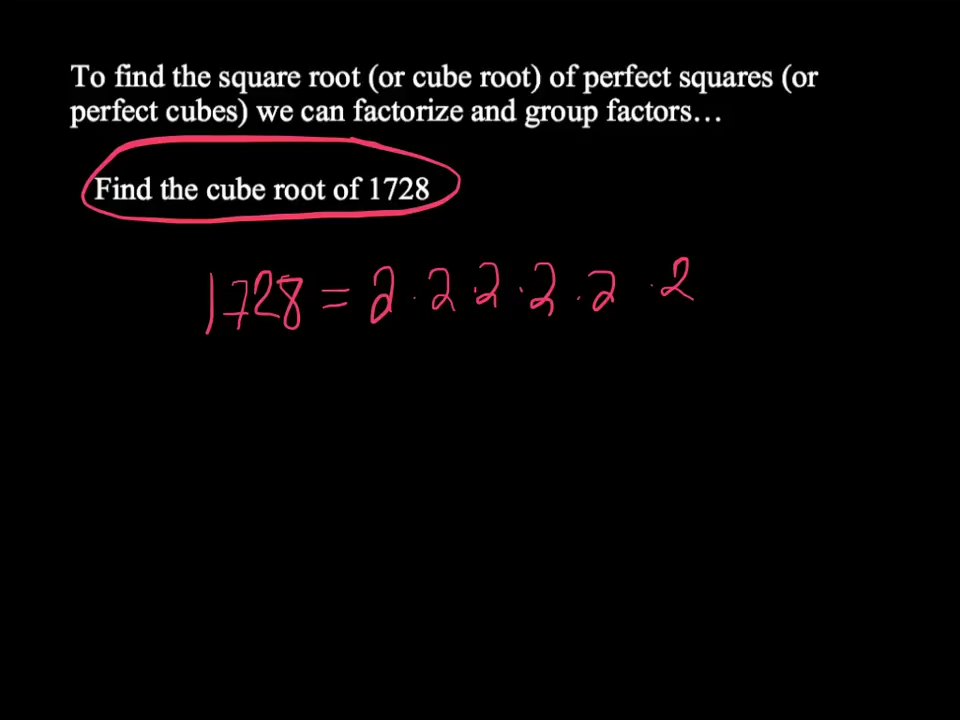 To find the square root (or cube root) of perfect squares (or
perfect cubes) we can factorize and group factors…
Find the cube root of 1728
1728 = 2 · 2 · 2 · 2 · 2 · 2